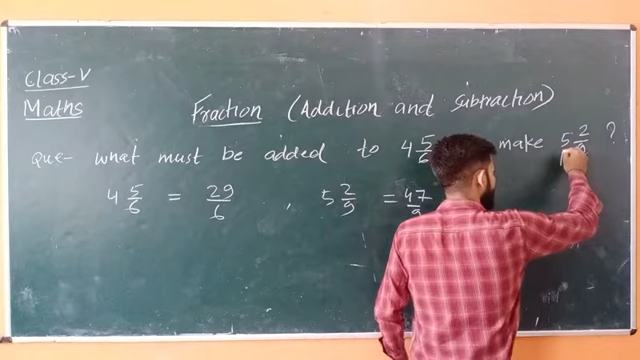 Class-V
Maths
Fraction (Addition and Subtraction)
Que- what must be added to 4 5/6 make 5 2/9 ?
4 5/6 = 29/6 , 5 2/9 = 47/9